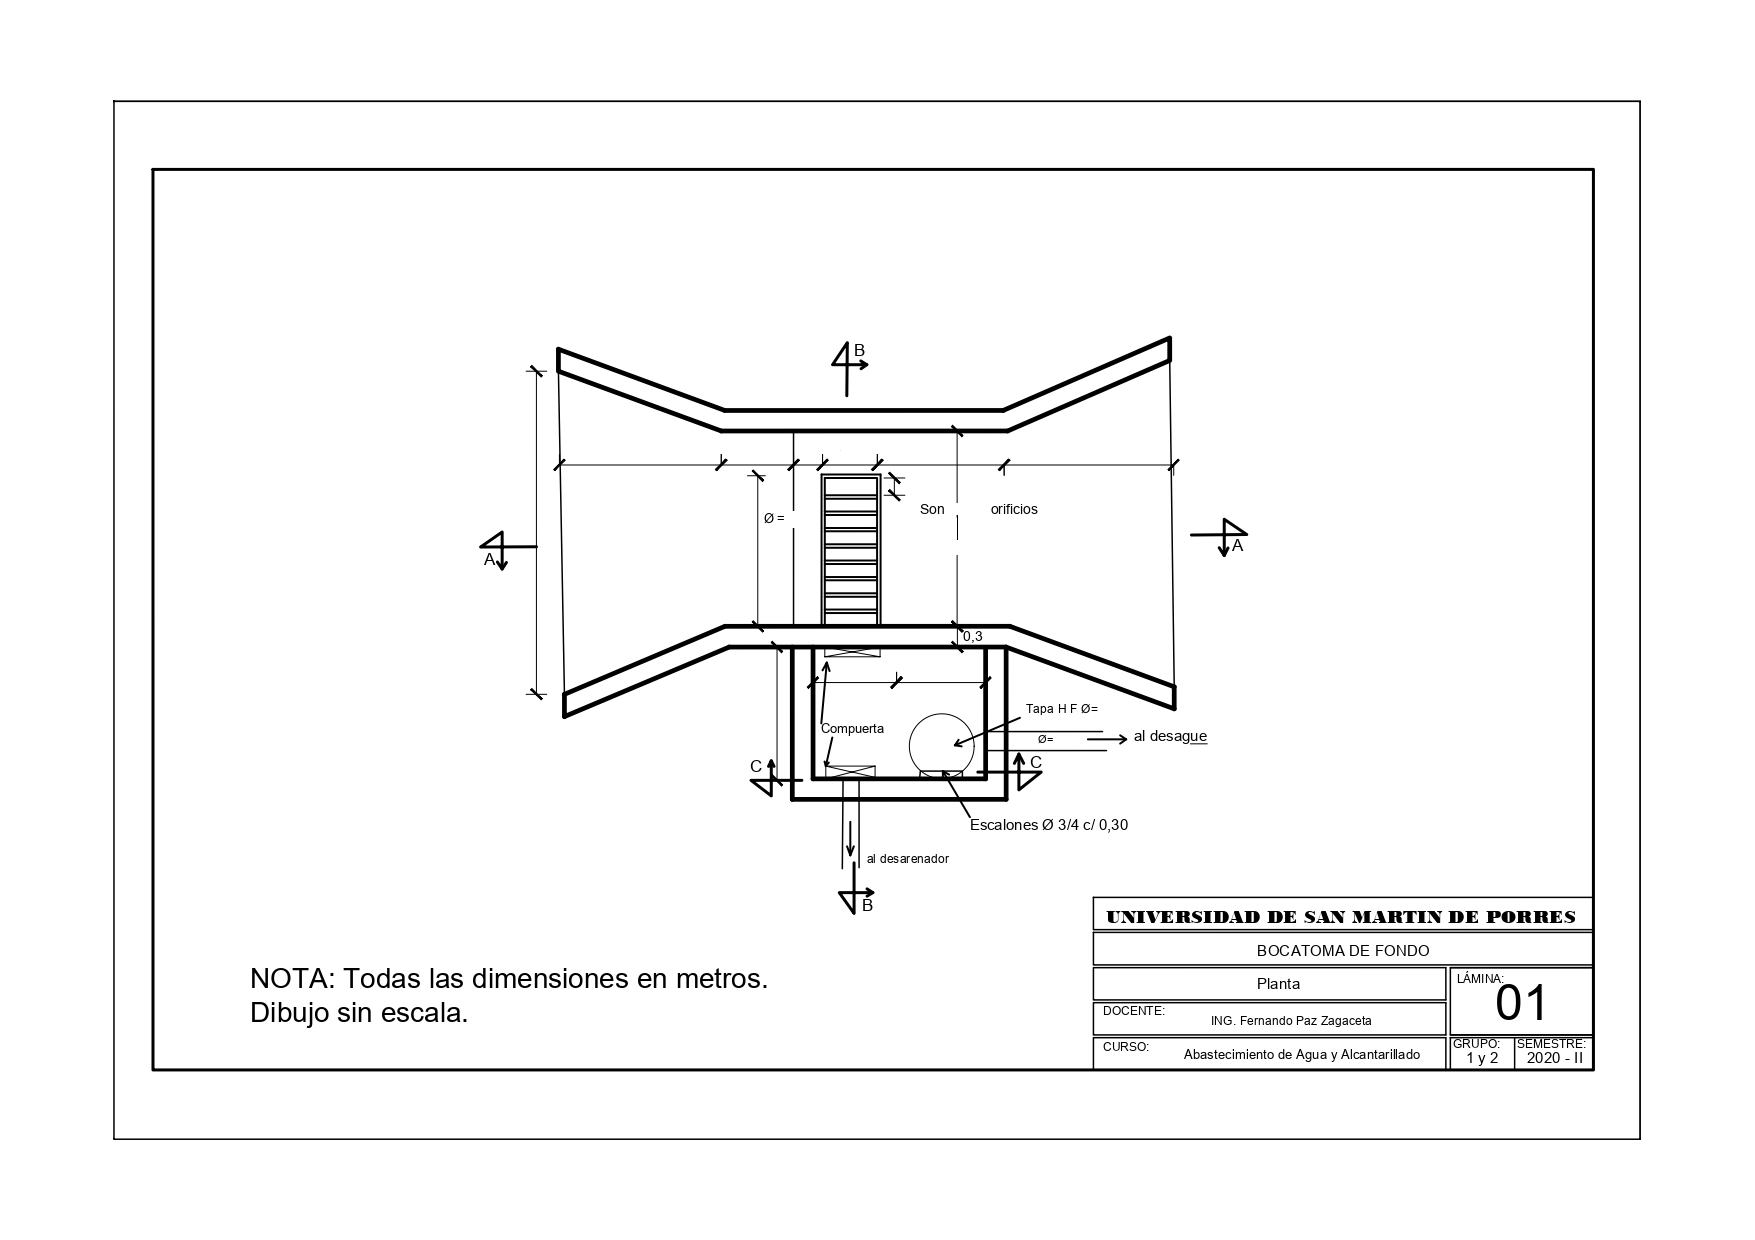 B
Son orificios
Ø =
A
A
0,3
Tapa H F Ø=
Compuerta
Ø=
al desague
C
C
Escalones Ø 3/4 c/ 0,30
al desarenador
B
UNIVERSIDAD DE SAN MARTIN DE PORRES
BOCATOMA DE FONDO
NOTA: Todas las dimensiones en metros.
Dibujo sin escala.
Planta
LÁMINA:
01
DOCENTE:
ING. Fernando Paz Zagaceta
CURSO:
Abastecimiento de Agua y Alcantarillado
GRUPO:
1 y 2
SEMESTRE:
2020 - II